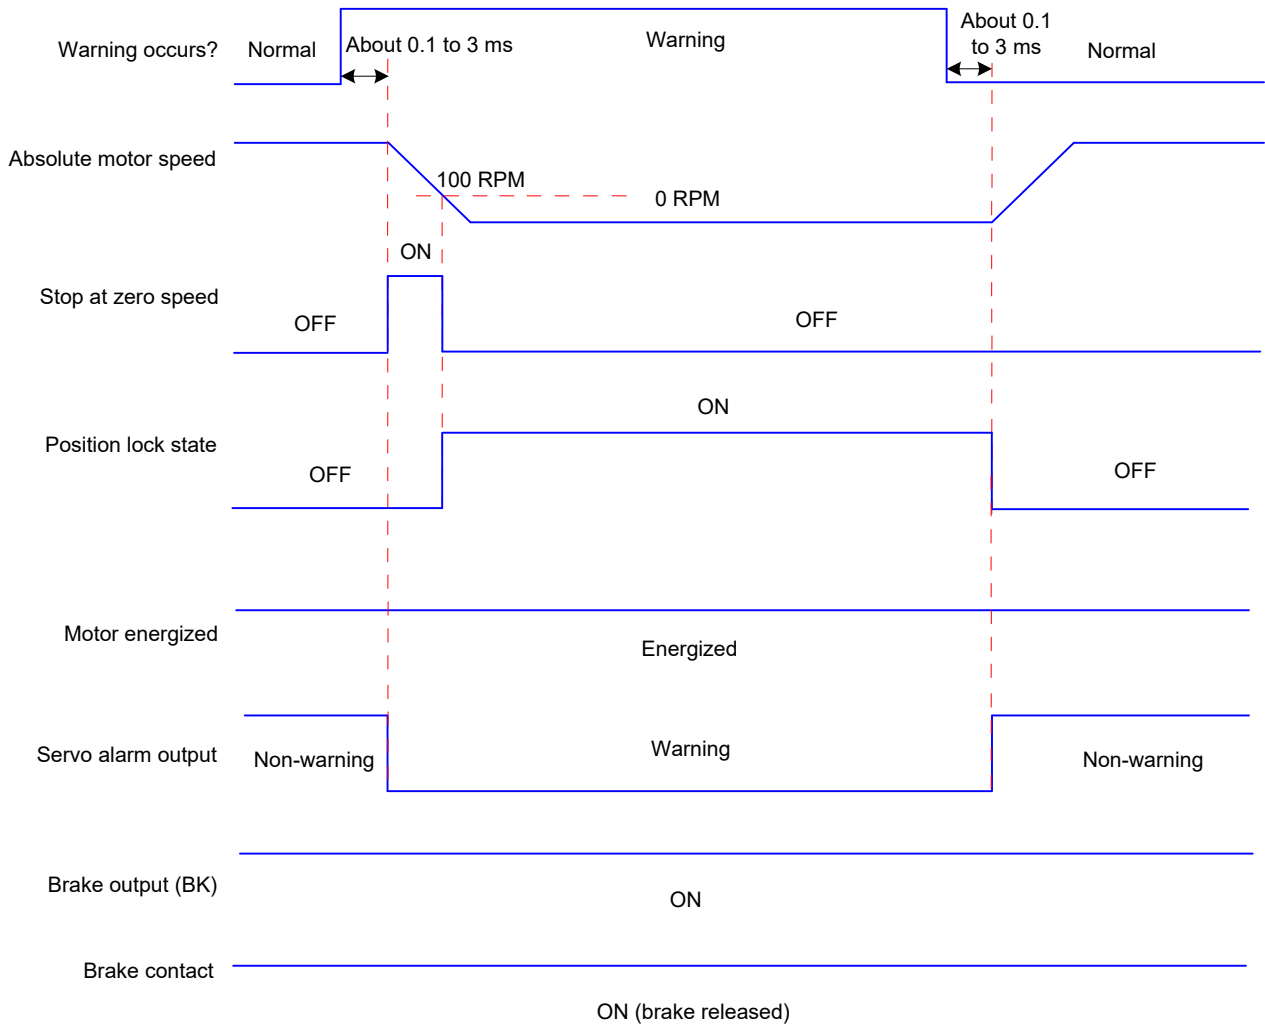 Warning occurs?
Normal
About 0.1 to 3 ms
Warning
About 0.1
to 3 ms
Normal
Absolute motor speed
100 RPM
0 RPM
Stop at zero speed
OFF
ON
OFF
Position lock state
OFF
ON
OFF
Motor energized
Energized
Servo alarm output
Non-warning
Warning
Non-warning
Brake output (BK)
ON
Brake contact
ON (brake released)